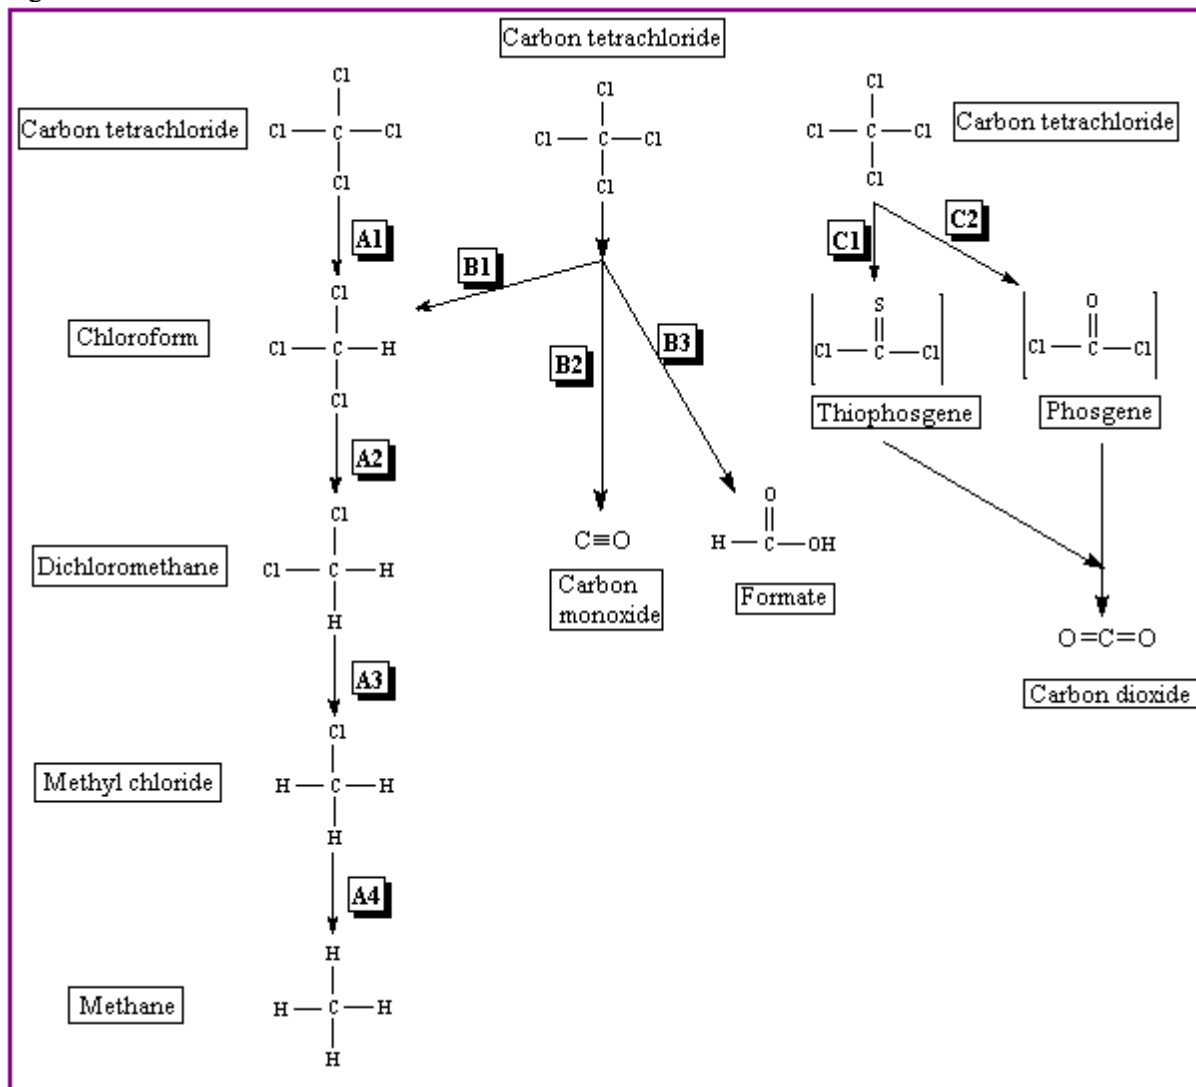 Carbon tetrachloride
Carbon tetrachloride
Carbon tetrachloride
Cl
Cl C Cl
Cl
Cl
Cl C Cl
Cl
Cl
Cl C Cl
Cl
A1
B1
C1
C2
Chloroform
Cl
Cl C H
Cl
B2
B3
S
Cl C Cl
O
Cl C Cl
Thiophosgene
Phosgene
A2
Dichloromethane
Cl
Cl C H
H
C≡O
Carbon
monoxide
O
H C OH
Formate
O=C=O
Carbon dioxide
A3
Methyl chloride
Cl
H C H
H
A4
Methane
H
H C H
H